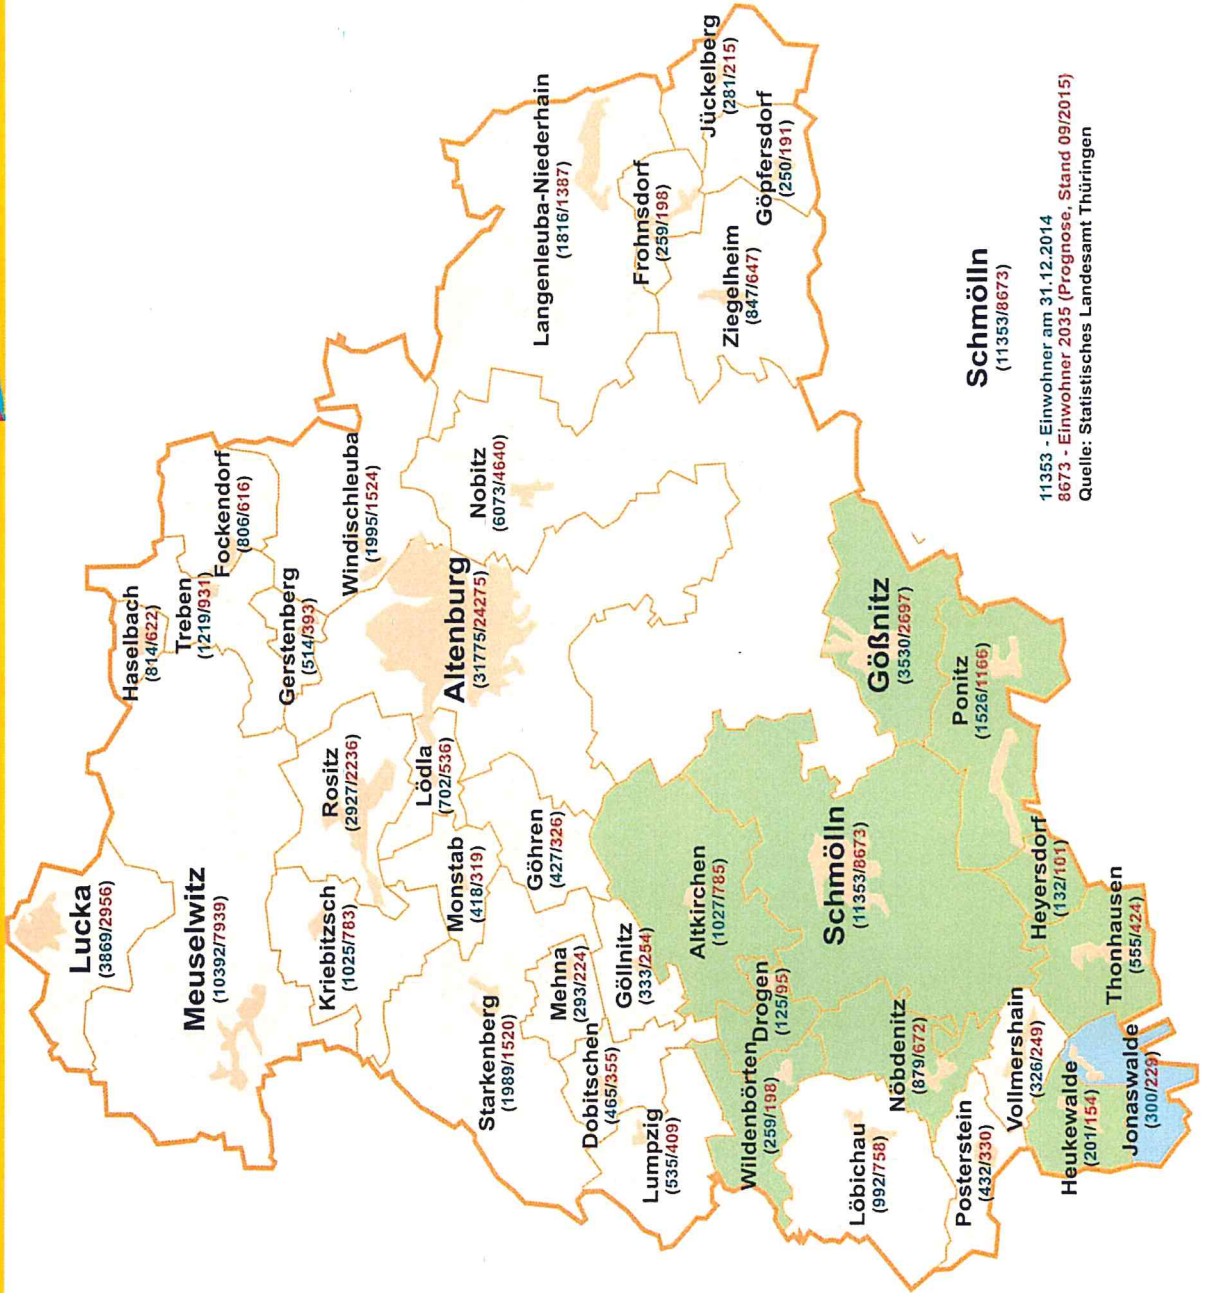 Lucka
(3869/2956)
Meuselwitz
(10392/7939)
Haselbach
(814/622)
Treben
(1219/931)
Fockendorf
(806/616)
Gerstenberg
(514/393)
Windischleuba
(1995/1524)
Kriebitzsch
(1025/783)
Rositz
(2927/2236)
Lödla
(702/536)
Altenburg
(31775/24275)
Monstab
(418/319)
Nobitz
(6073/4640)
Langenleuba-Niederhain
(1816/1387)
Starkenberg
(1989/1520)
Göhren
(427/326)
Mehna
(293/224)
Dobitschen
(465/355)
Göllnitz
(333/254)
Lumpzig
(535/409)
Frohnsdorf
(259/198)
Jückelberg
(281/215)
Ziegelheim
(847/647)
Göpfersdorf
(250/191)
Altkirchen
(1027/785)
Drogen
(125/95)
Wildenbörten
(259/198)
Schmölln
(11353/8673)
Gößnitz
(3530/2697)
Löbichau
(992/758)
Nöbdenitz
(879/672)
Ponitz
(1526/1166)
Posterstein
(432/330)
Vollmershain
(326/249)
Heyersdorf
(132/101)
Heukewalde
(201/154)
Thonhausen
(555/424)
Jonaswalde
(300/229)
Schmölln
(11353/8673)
11353 - Einwohner am 31.12.2014
8673 - Einwohner 2035 (Prognose, Stand 09/2015)
Quelle: Statistisches Landesamt Thüringen